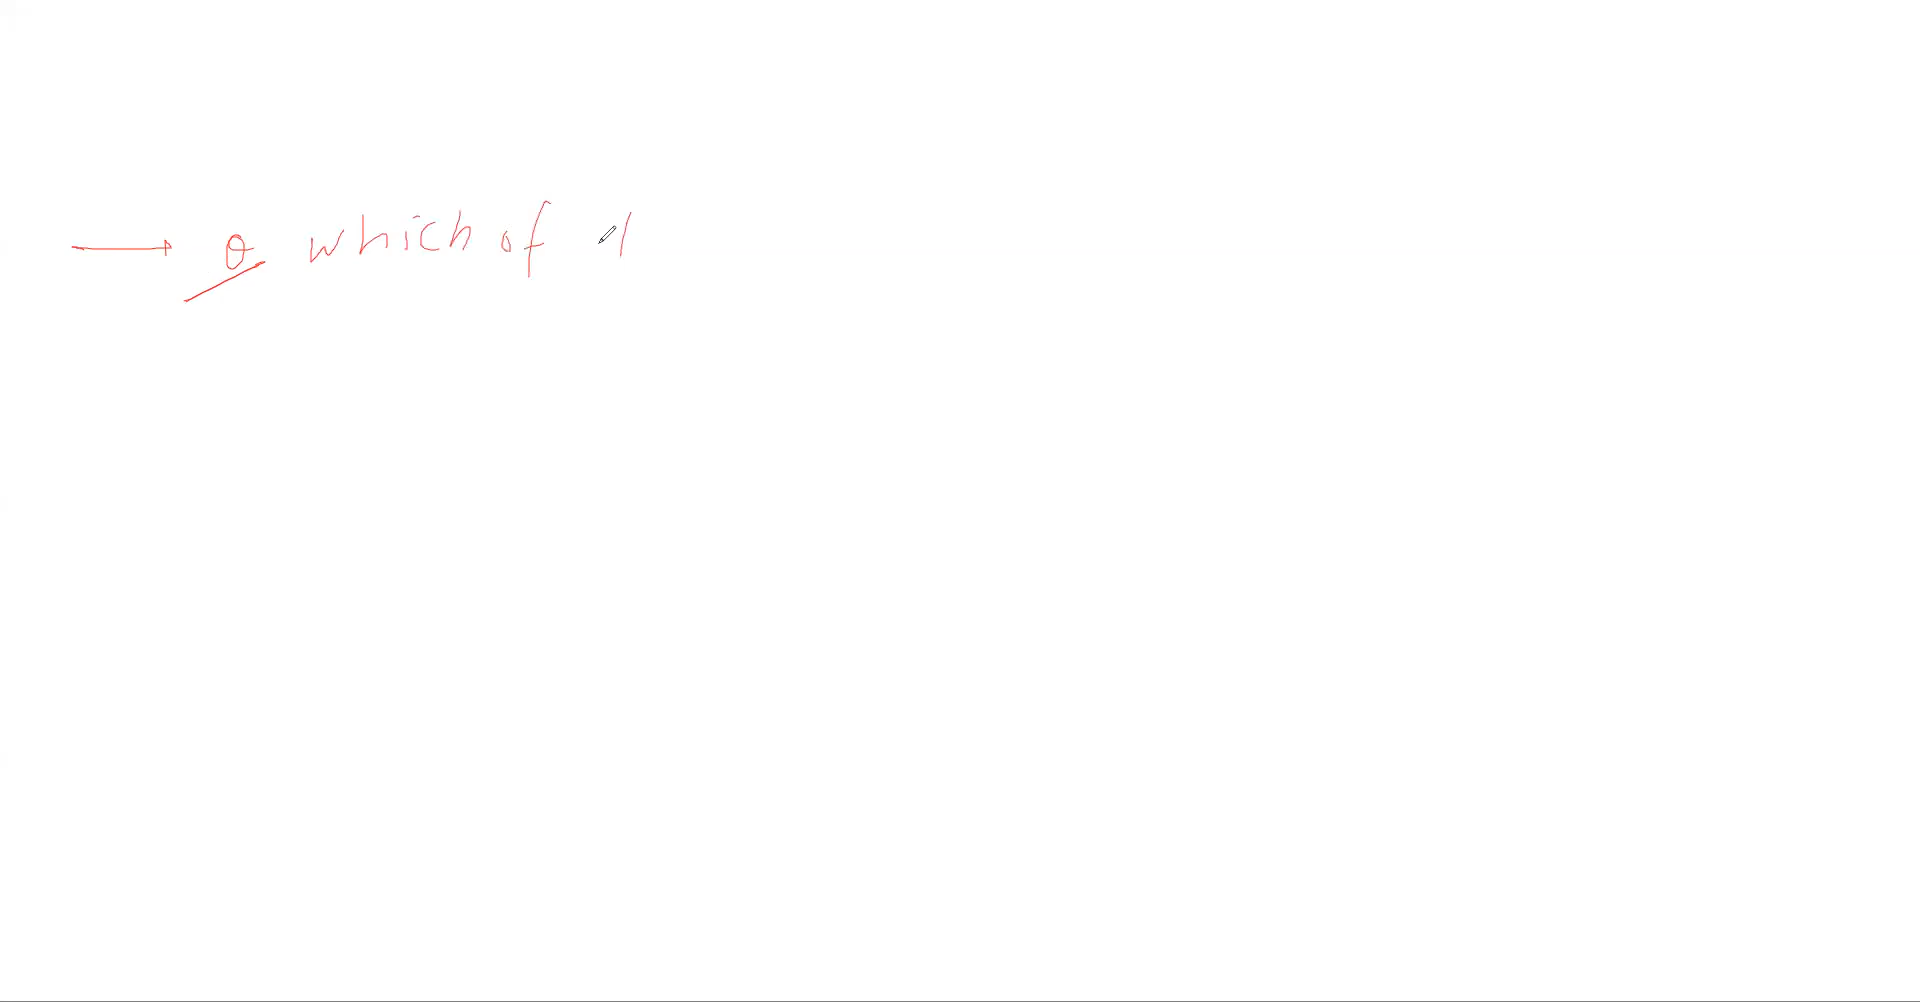 → θ which of